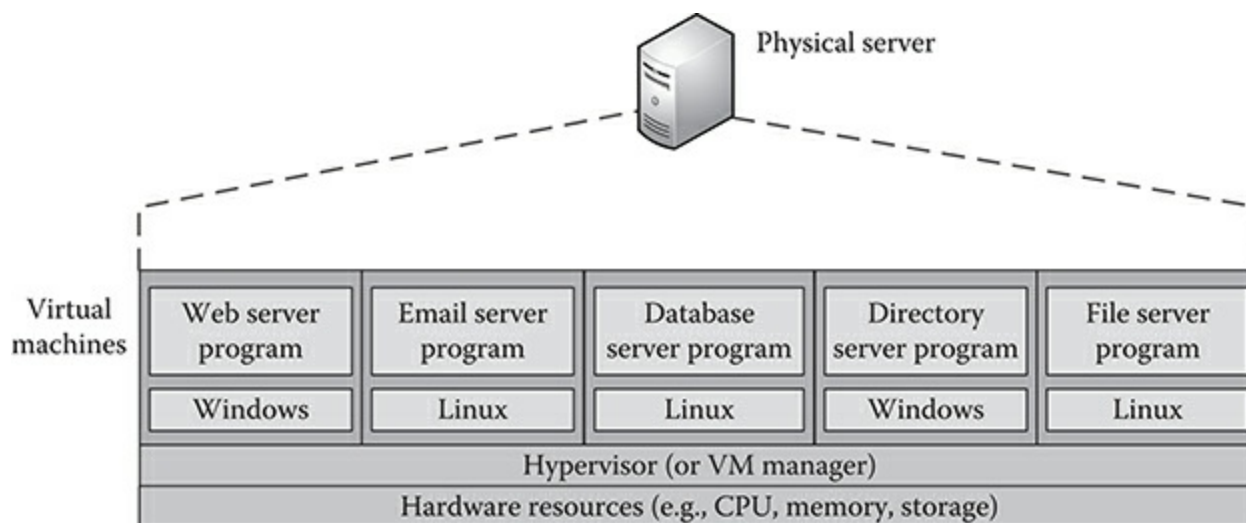 Physical server
Virtual
machines
Web server
program
Email server
program
Database
server program
Directory
server program
File server
program
Windows
Linux
Linux
Windows
Linux
Hypervisor (or VM manager)
Hardware resources (e.g., CPU, memory, storage)